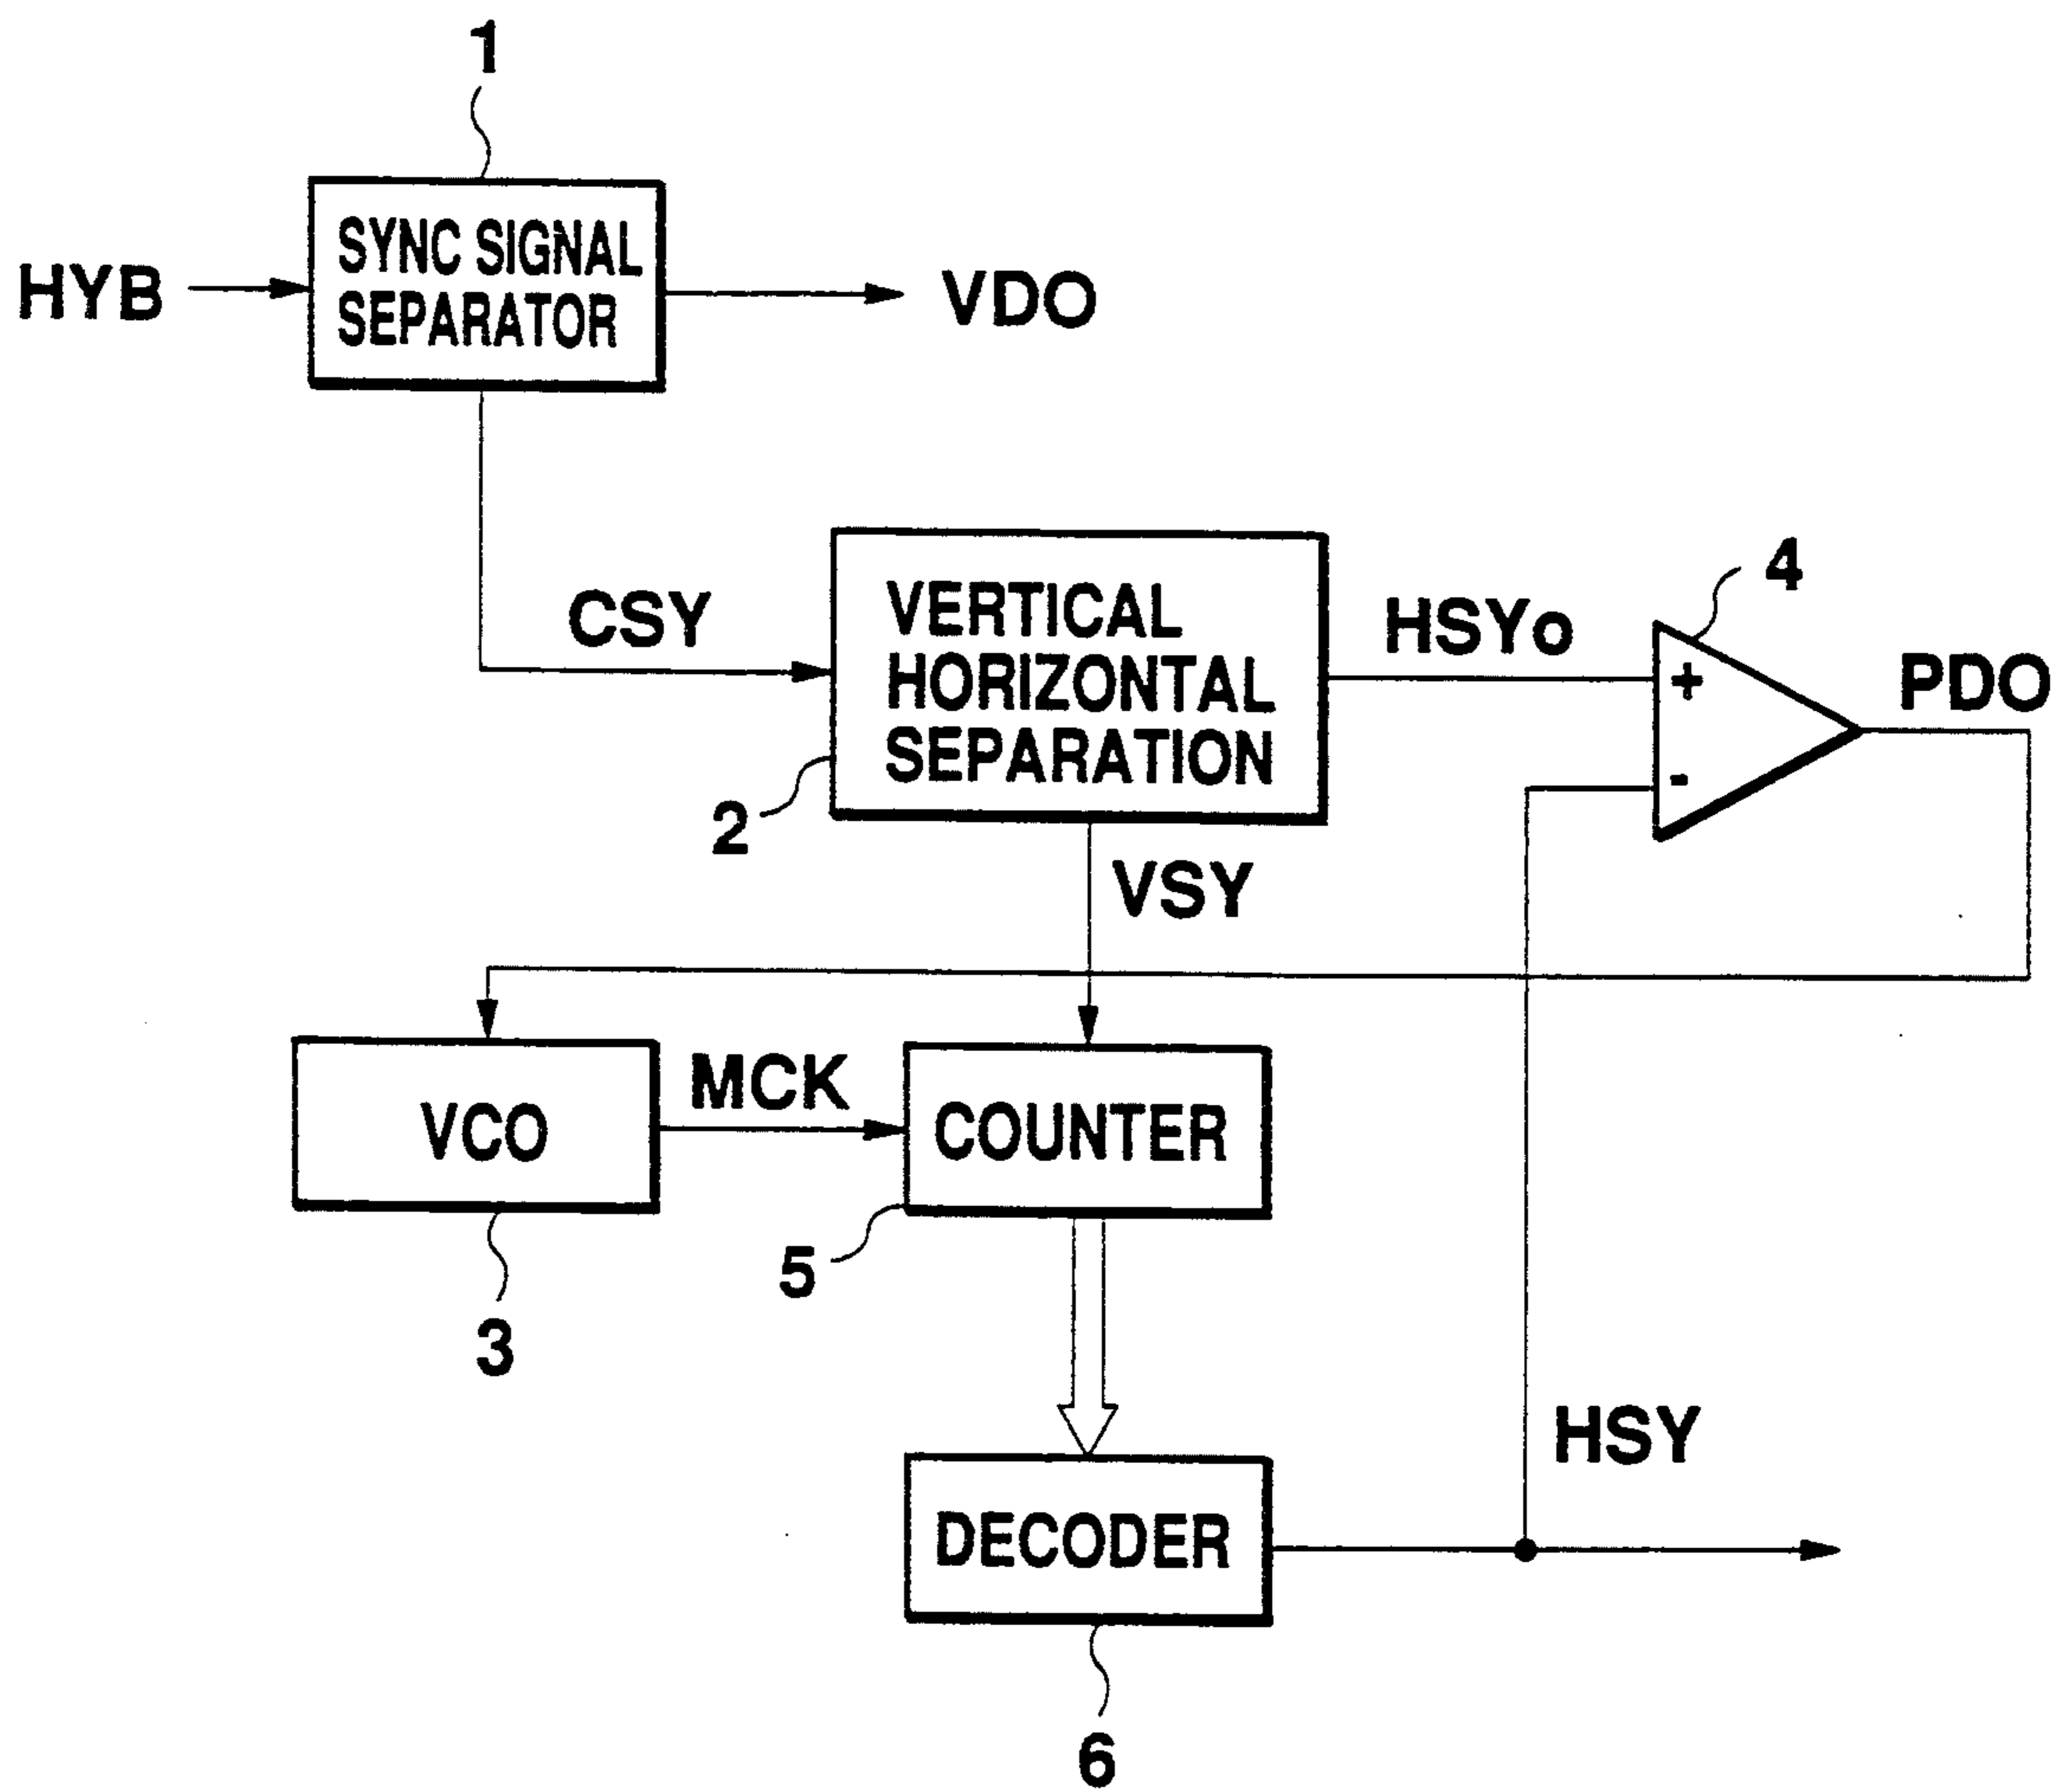 1
SYNC SIGNAL
SEPARATOR
HYB
VDO
CSY
VERTICAL
HORIZONTAL
SEPARATION
2
HSYo
4
+
-
PDO
VSY
VCO
3
MCK
COUNTER
5
DECODER
6
HSY